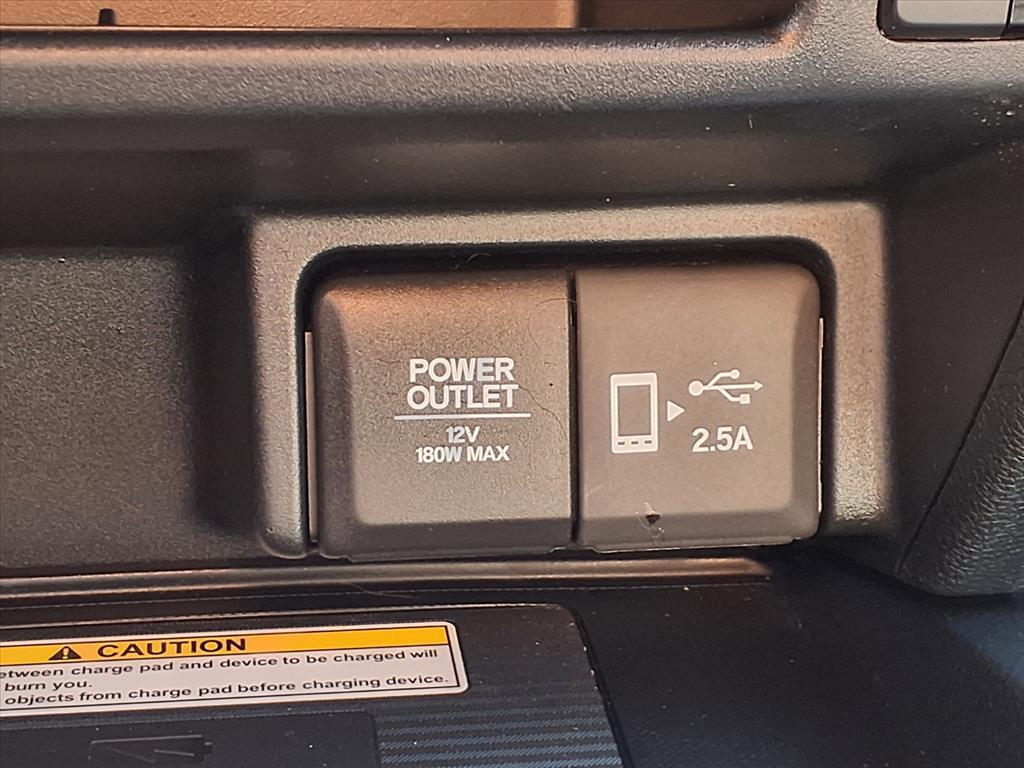 POWER
OUTLET
12V
180W MAX
2.5A
CAUTION
between charge pad and device to be charged will
burn you.
objects from charge pad before charging device.